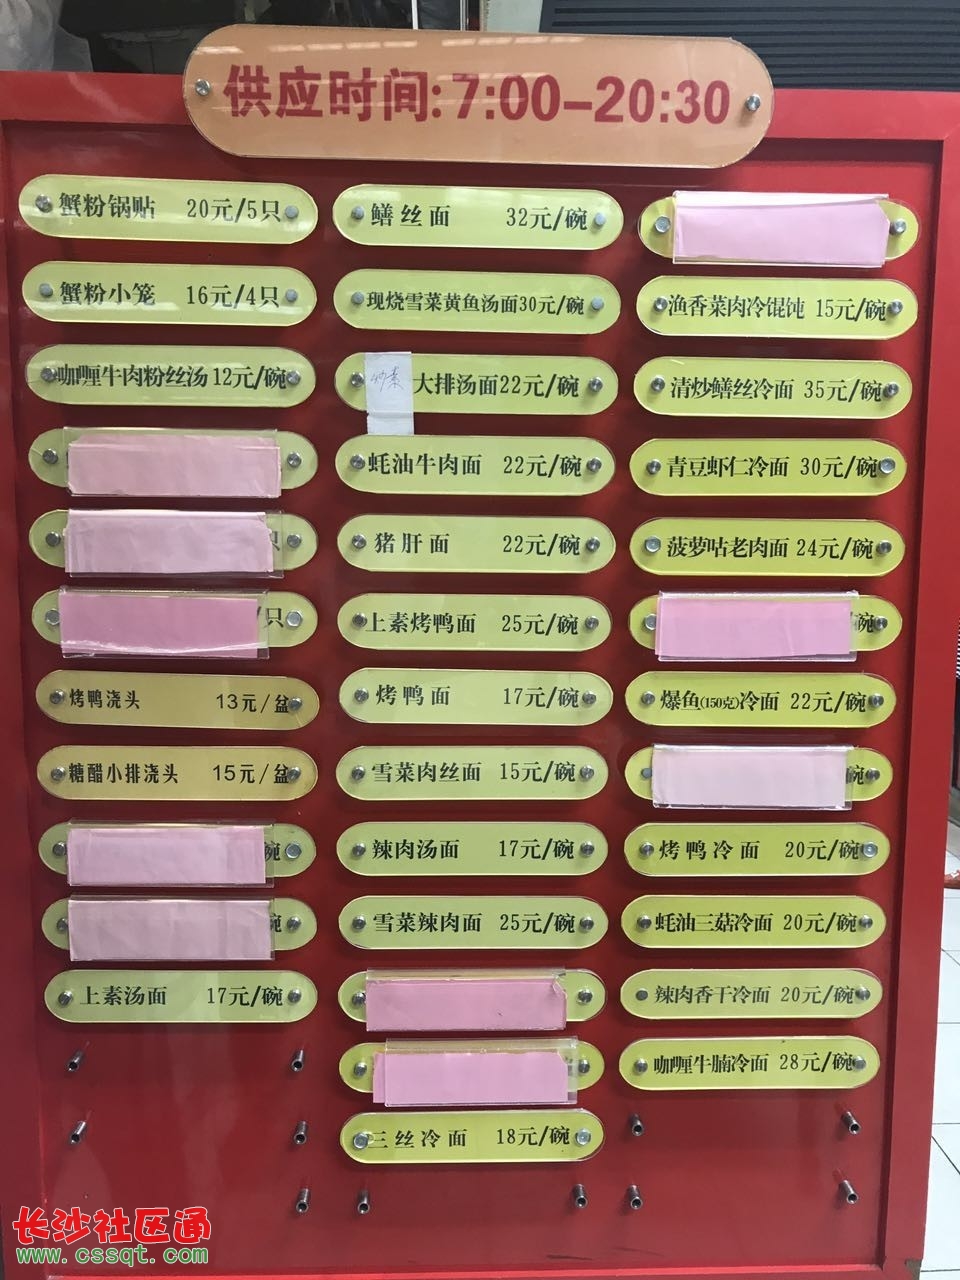 供应时间:7:00-20:30
蟹粉锅贴 20元/5只
蟹粉小笼 16元/4只
咖喱牛肉粉丝汤 12元/碗
只
/只
烤鸭浇头 13元/盆
糖醋小排浇头 15元/盆
碗
碗
上素汤面 17元/碗
鳝丝面 32元/碗
现烧雪菜黄鱼汤面 30元/碗
炒素 大排汤面 22元/碗
蚝油牛肉面 22元/碗
猪肝面 22元/碗
上素烤鸭面 25元/碗
烤鸭面 17元/碗
雪菜肉丝面 15元/碗
辣肉汤面 17元/碗
雪菜辣肉面 25元/碗
三丝冷面 18元/碗
渔香菜肉冷馄饨 15元/碗
清炒鳝丝冷面 35元/碗
青豆虾仁冷面 30元/碗
菠萝咕老肉面 24元/碗
碗
爆鱼(150克)冷面 22元/碗
碗
烤鸭冷面 20元/碗
蚝油三菇冷面 20元/碗
辣肉香干冷面 20元/碗
咖喱牛腩冷面 28元/碗
长沙社区通
www.cssqt.com